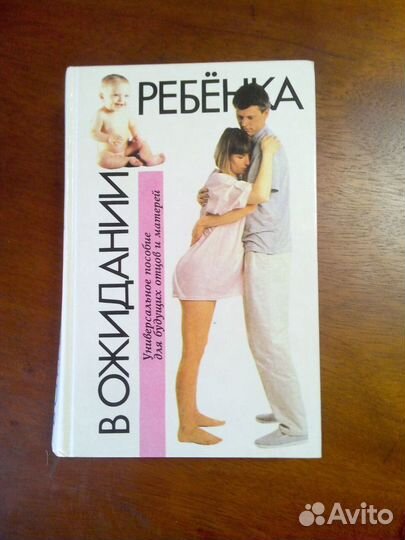 В ОЖИДАНИИ
РЕБЁНКА
Универсальное пособие
для будущих отцов и матерей
Avito